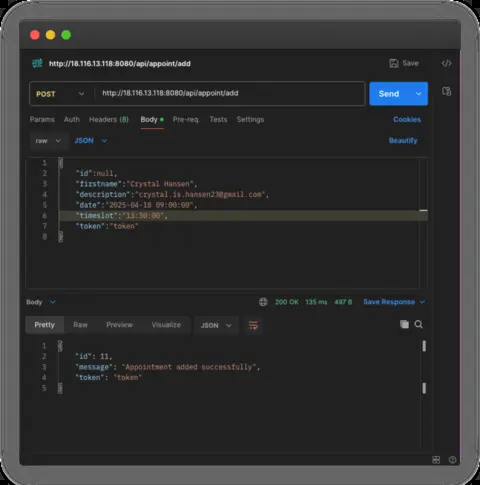 http://18.116.13.118:8080/api/appoint/add
Save
POST
http://18.116.13.118:8080/api/appoint/add
Send
Params Auth Headers (8) Body Pre-req. Tests Settings
Cookies
raw JSON
Beautify
1 {
2 "id":null,
3 "firstname":"Crystal Hansen",
4 "description":"crystal.is.hansen23@gmail.com",
5 "date":"2025-04-18 09:00:00",
6 "timeslot":"13:30:00",
7 "token":"token"
8 }
Body
200 OK 135 ms 497 B Save Response
Pretty Raw Preview Visualize JSON
1 {
2 "id": 11,
3 "message": "Appointment added successfully",
4 "token": "token"
5 }